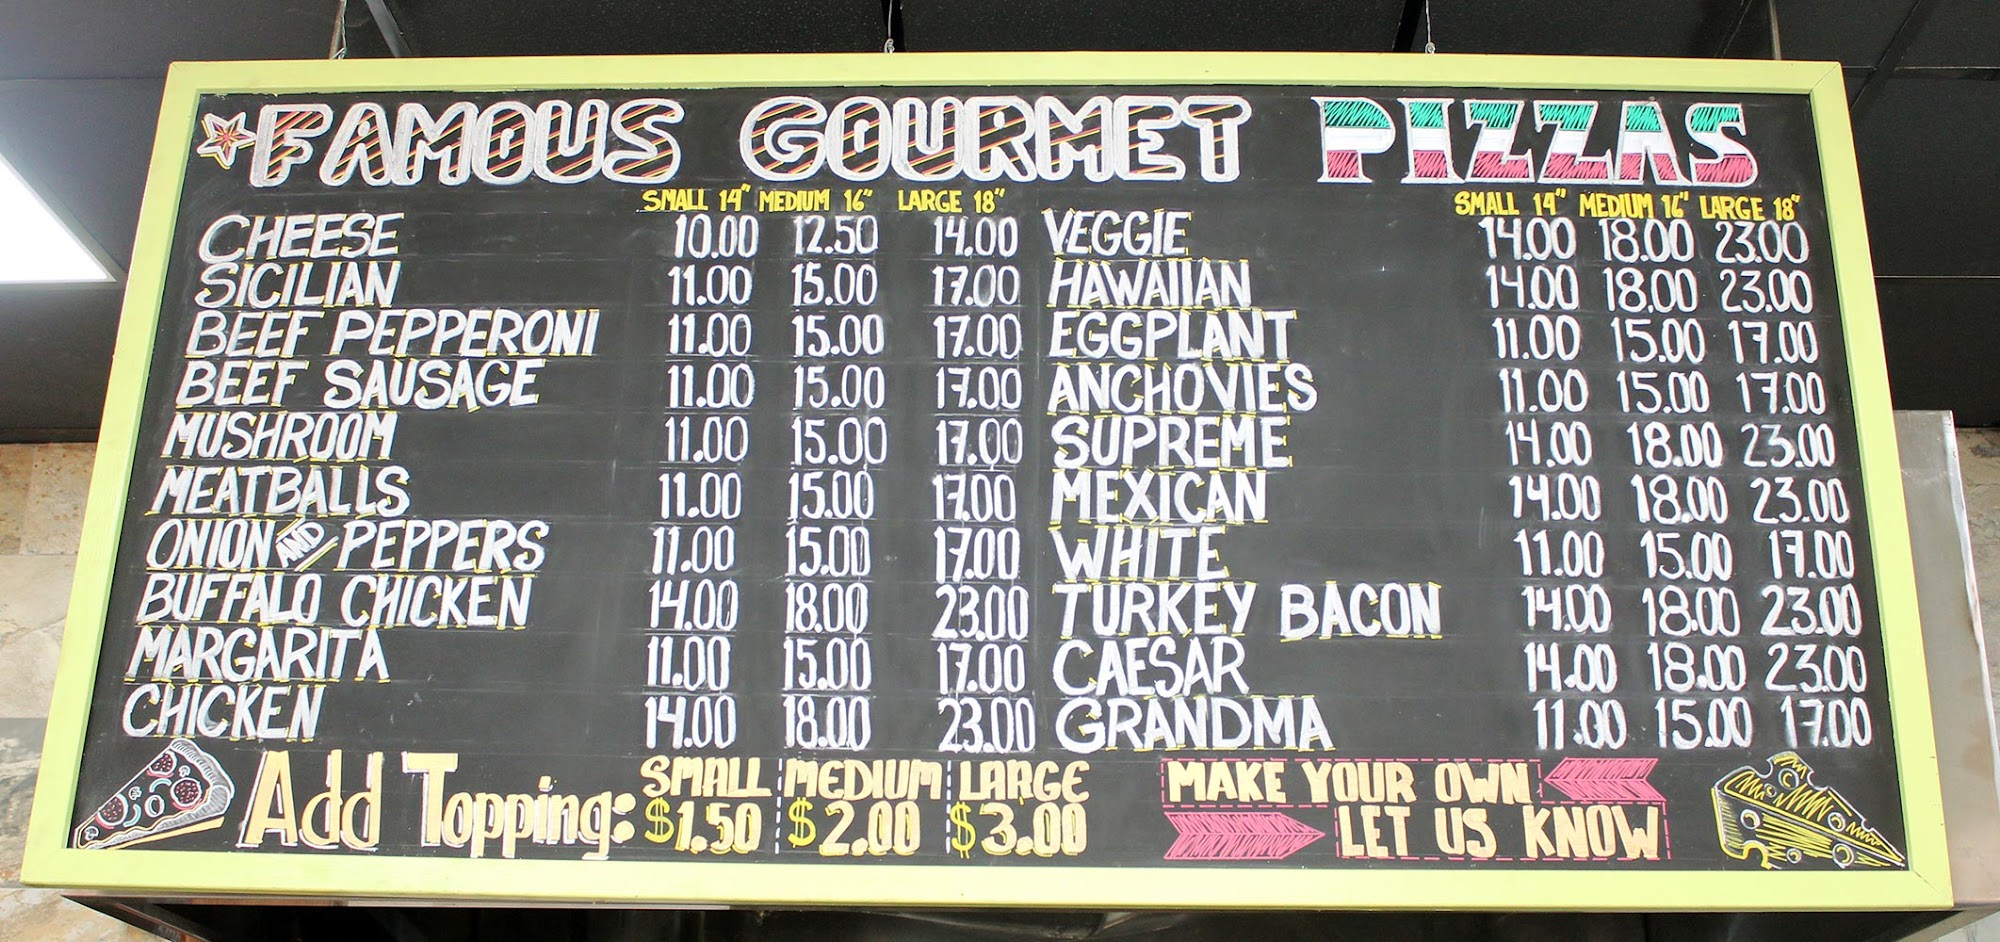 FAMOUS GOURMET PIZZAS
SMALL 14" MEDIUM 16" LARGE 18"
CHEESE 10.00 12.50 14.00
SICILIAN 11.00 15.00 17.00
BEEF PEPPERONI 11.00 15.00 17.00
BEEF SAUSAGE 11.00 15.00 17.00
MUSHROOM 11.00 15.00 17.00
MEATBALLS 11.00 15.00 17.00
ONION AND PEPPERS 11.00 15.00 17.00
BUFFALO CHICKEN 14.00 18.00 23.00
MARGARITA 11.00 15.00 17.00
CHICKEN 14.00 18.00 23.00
SMALL 14" MEDIUM 16" LARGE 18"
VEGGIE 14.00 18.00 23.00
HAWAIIAN 14.00 18.00 23.00
EGGPLANT 11.00 15.00 17.00
ANCHOVIES 11.00 15.00 17.00
SUPREME 14.00 18.00 23.00
MEXICAN 14.00 18.00 23.00
WHITE 11.00 15.00 17.00
TURKEY BACON 14.00 18.00 23.00
CAESAR 14.00 18.00 23.00
GRANDMA 11.00 15.00 17.00
Add Topping: SMALL MEDIUM LARGE
$1.50 $2.00 $3.00
MAKE YOUR OWN
LET US KNOW